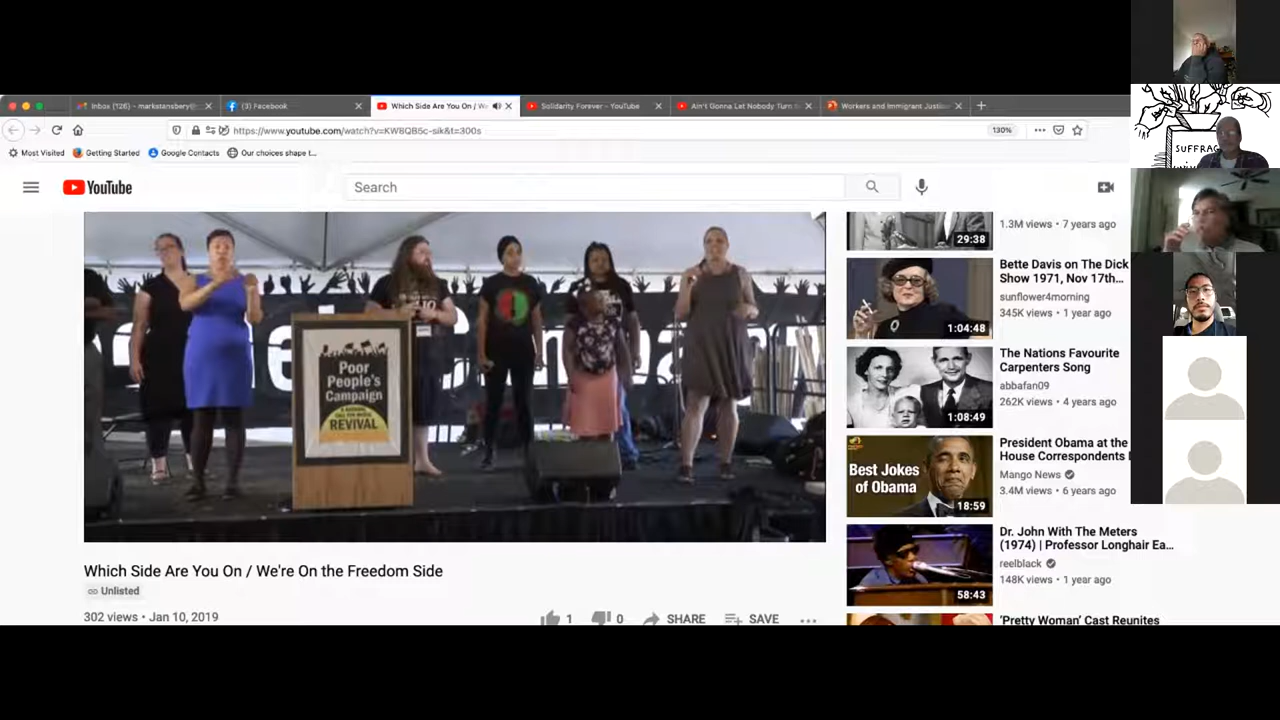 Inbox (126) - markstansbery@
(3) Facebook
Which Side Are You On / We
Solidarity Forever - YouTube
Ain't Gonna Let Nobody Turn
Workers and Immigrant Justic
https://www.youtube.com/watch?v=KW8QB5c-sik&t=300s
130%
Most Visited
Getting Started
Google Contacts
Our choices shape t...
YouTube
Search
Poor
People's
Campaign
A NATIONAL CALL FOR MORAL
REVIVAL
Which Side Are You On / We're On the Freedom Side
Unlisted
302 views • Jan 10, 2019
1
0
SHARE
SAVE
29:38
1.3M views • 7 years ago
1:04:48
Bette Davis on The Dick
Show 1971, Nov 17th...
sunflower4morning
345K views • 1 year ago
1:08:49
The Nations Favourite
Carpenters Song
abbafan09
262K views • 4 years ago
Best Jokes
of Obama
18:59
President Obama at the
House Correspondents
Mango News
3.4M views • 6 years ago
58:43
Dr. John With The Meters
(1974) | Professor Longhair Ea...
reelblack
148K views • 1 year ago
'Pretty Woman' Cast Reunites
SUFFRAG